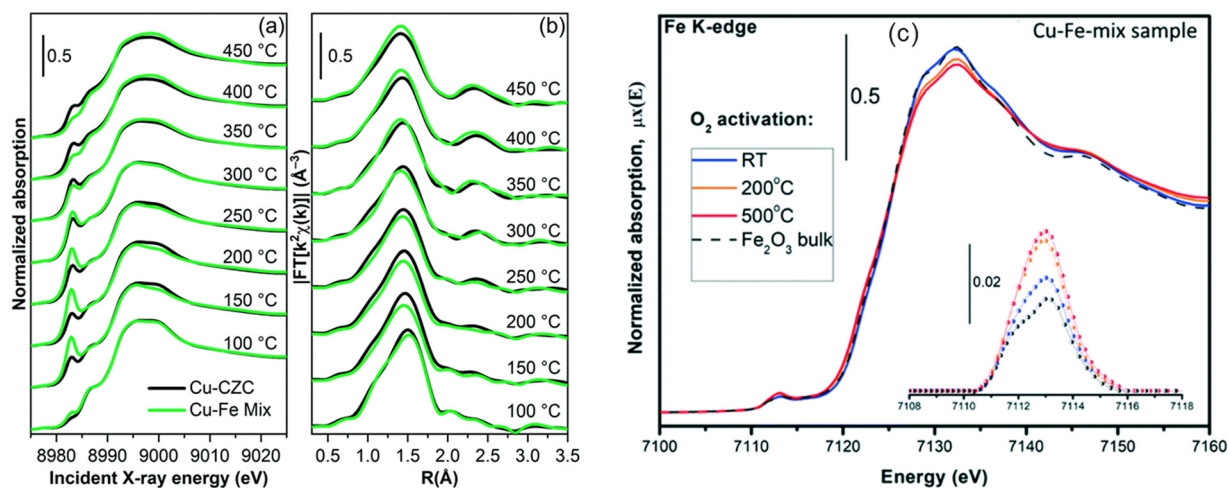 (a)
0.5
450 °C
400 °C
350 °C
300 °C
250 °C
200 °C
150 °C
100 °C
Cu-CZC
Cu-Fe Mix
Normalized absorption
8980 8990 9000 9010 9020
Incident X-ray energy (eV)
(b)
0.5
450 °C
400 °C
350 °C
300 °C
250 °C
200 °C
150 °C
100 °C
|FT[k²χ(k)]| (Å⁻³)
0.5 1.0 1.5 2.0 2.5 3.0 3.5
R(Å)
Fe K-edge
(c)
Cu-Fe-mix sample
0.5
O₂ activation:
RT
200°C
500°C
Fe₂O₃ bulk
0.02
7108 7110 7112 7114 7116 7118
Normalized absorption, μx(E)
7100 7110 7120 7130 7140 7150 7160
Energy (eV)